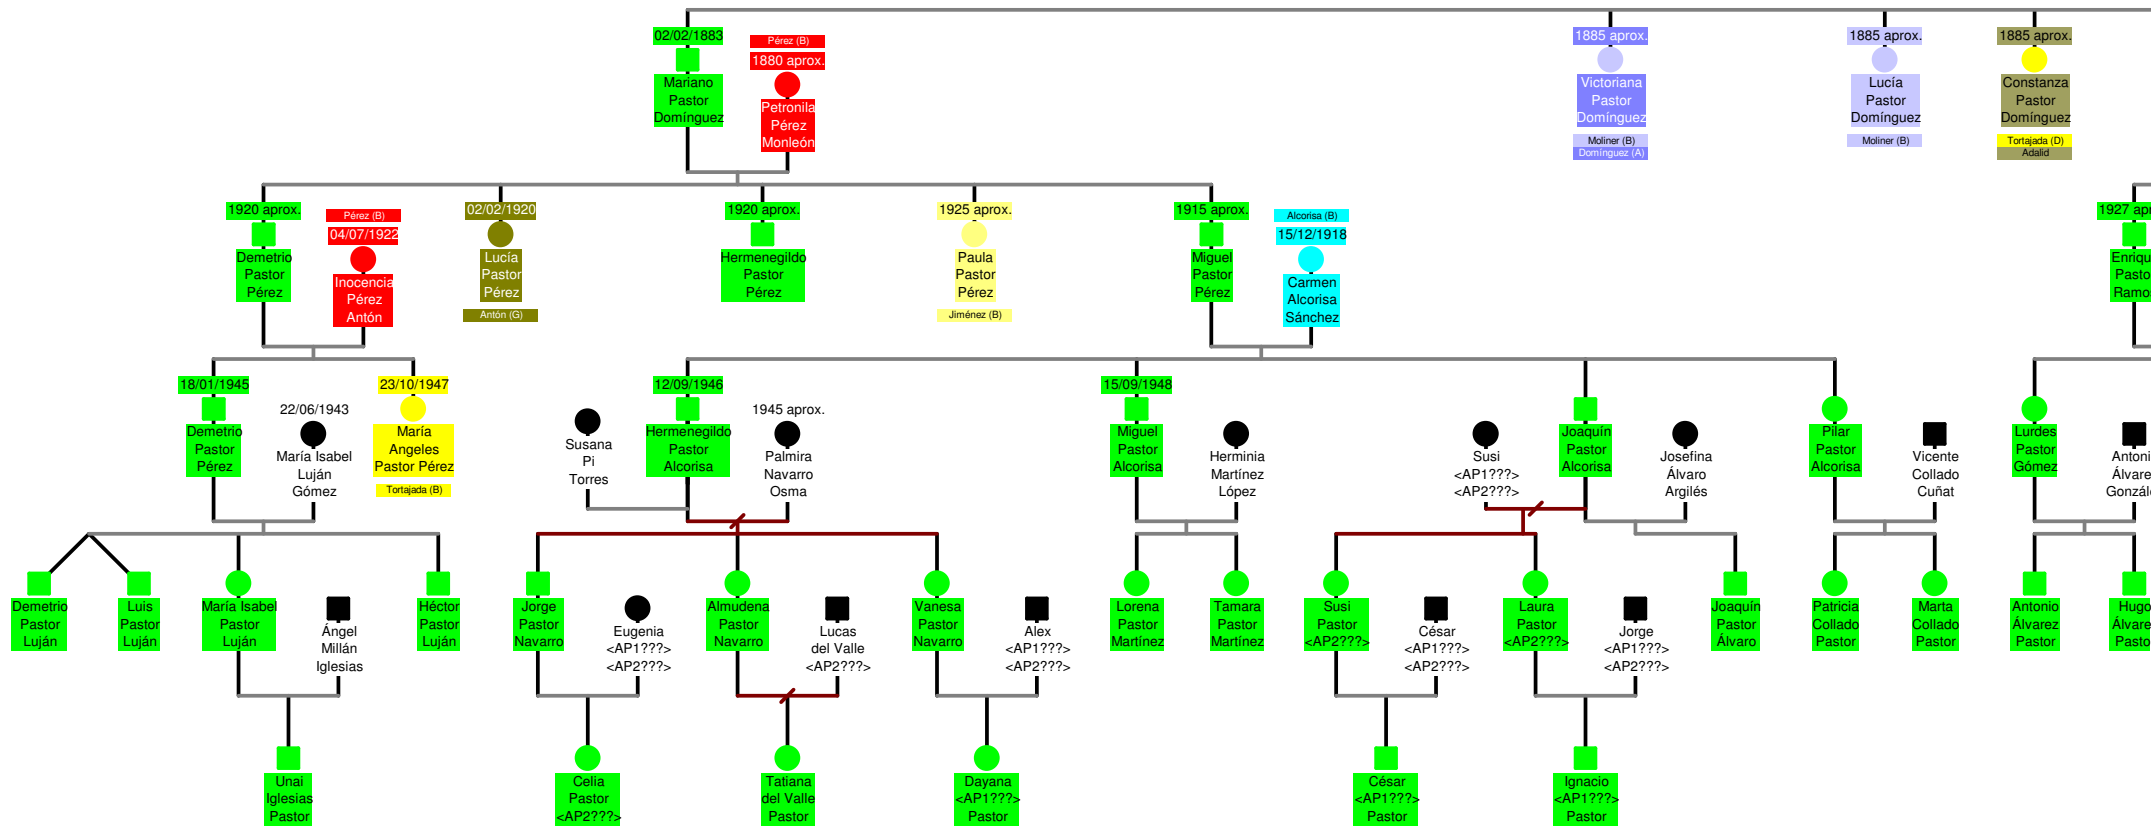 02/02/1883
Mariano
Pastor
Domínguez
Pérez (B)
1880 aprox.
Petronila
Pérez
Monleón
1885 aprox.
Victoriana
Pastor
Domínguez
Moliner (B)
Domínguez (A)
1885 aprox.
Lucía
Pastor
Domínguez
Moliner (B)
1885 aprox.
Constanza
Pastor
Domínguez
Tortajada (D)
Adalid
1920 aprox.
Demetrio
Pastor
Pérez
Pérez (B)
04/07/1922
Inocencia
Pérez
Antón
02/02/1920
Lucía
Pastor
Pérez
Antón (G)
1920 aprox.
Hermenegildo
Pastor
Pérez
1925 aprox.
Paula
Pastor
Pérez
Jiménez (B)
1915 aprox.
Miguel
Pastor
Pérez
Alcorisa (B)
15/12/1918
Carmen
Alcorisa
Sánchez
1927 apr
Enriqu
Pasto
Ramo
18/01/1945
Demetrio
Pastor
Pérez
22/06/1943
María Isabel
Luján
Gómez
23/10/1947
María
Angeles
Pastor Pérez
Tortajada (B)
Susana
Pi
Torres
12/09/1946
Hermenegildo
Pastor
Alcorisa
1945 aprox.
Palmira
Navarro
Osma
15/09/1948
Miguel
Pastor
Alcorisa
Herminia
Martínez
López
Susi
<AP1???>
<AP2???>
Joaquín
Pastor
Alcorisa
Josefina
Álvaro
Argilés
Pilar
Pastor
Alcorisa
Vicente
Collado
Cuñat
Lurdes
Pastor
Gómez
Antoni
Álvare
Gonzále
Demetrio
Pastor
Luján
Luis
Pastor
Luján
María Isabel
Pastor
Luján
Ángel
Millán
Iglesias
Héctor
Pastor
Luján
Jorge
Pastor
Navarro
Eugenia
<AP1???>
<AP2???>
Almudena
Pastor
Navarro
Lucas
del Valle
<AP2???>
Vanesa
Pastor
Navarro
Alex
<AP1???>
<AP2???>
Lorena
Pastor
Martínez
Tamara
Pastor
Martínez
Susi
Pastor
<AP2???>
César
<AP1???>
<AP2???>
Laura
Pastor
<AP2???>
Jorge
<AP1???>
<AP2???>
Joaquín
Pastor
Álvaro
Patricia
Collado
Pastor
Marta
Collado
Pastor
Antonio
Álvarez
Pastor
Hugo
Álvare
Pasto
Unai
Iglesias
Pastor
Celia
Pastor
<AP2???>
Tatiana
del Valle
Pastor
Dayana
<AP1???>
Pastor
César
<AP1???>
Pastor
Ignacio
<AP1???>
Pastor